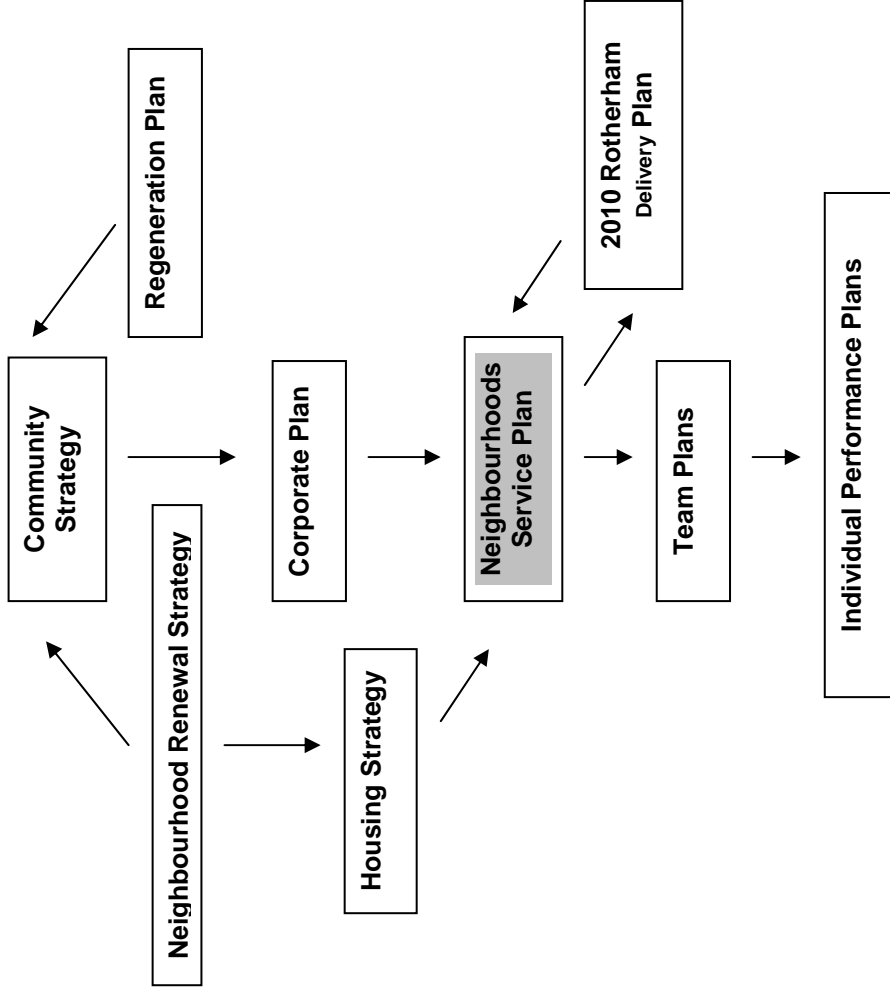 Community
Strategy
Regeneration Plan
Neighbourhood Renewal Strategy
Corporate Plan
Housing Strategy
Neighbourhoods
Service Plan
2010 Rotherham
Delivery Plan
Team Plans
Individual Performance Plans